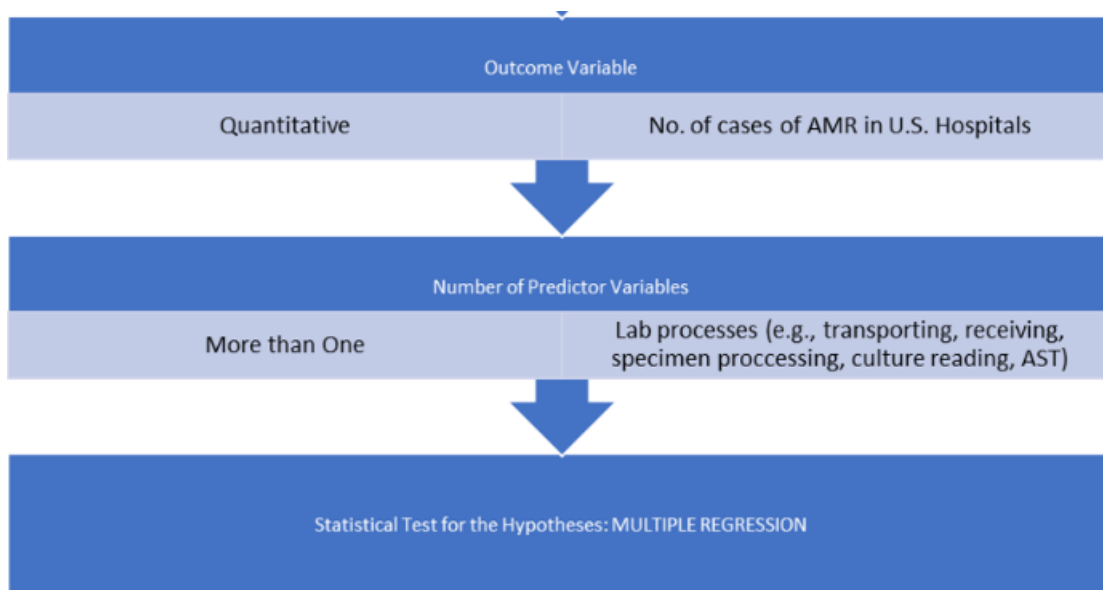 Outcome Variable
Quantitative
No. of cases of AMR in U.S. Hospitals
Number of Predictor Variables
More than One
Lab processes (e.g., transporting, receiving,
specimen proccessing, culture reading, AST)
Statistical Test for the Hypotheses: MULTIPLE REGRESSION